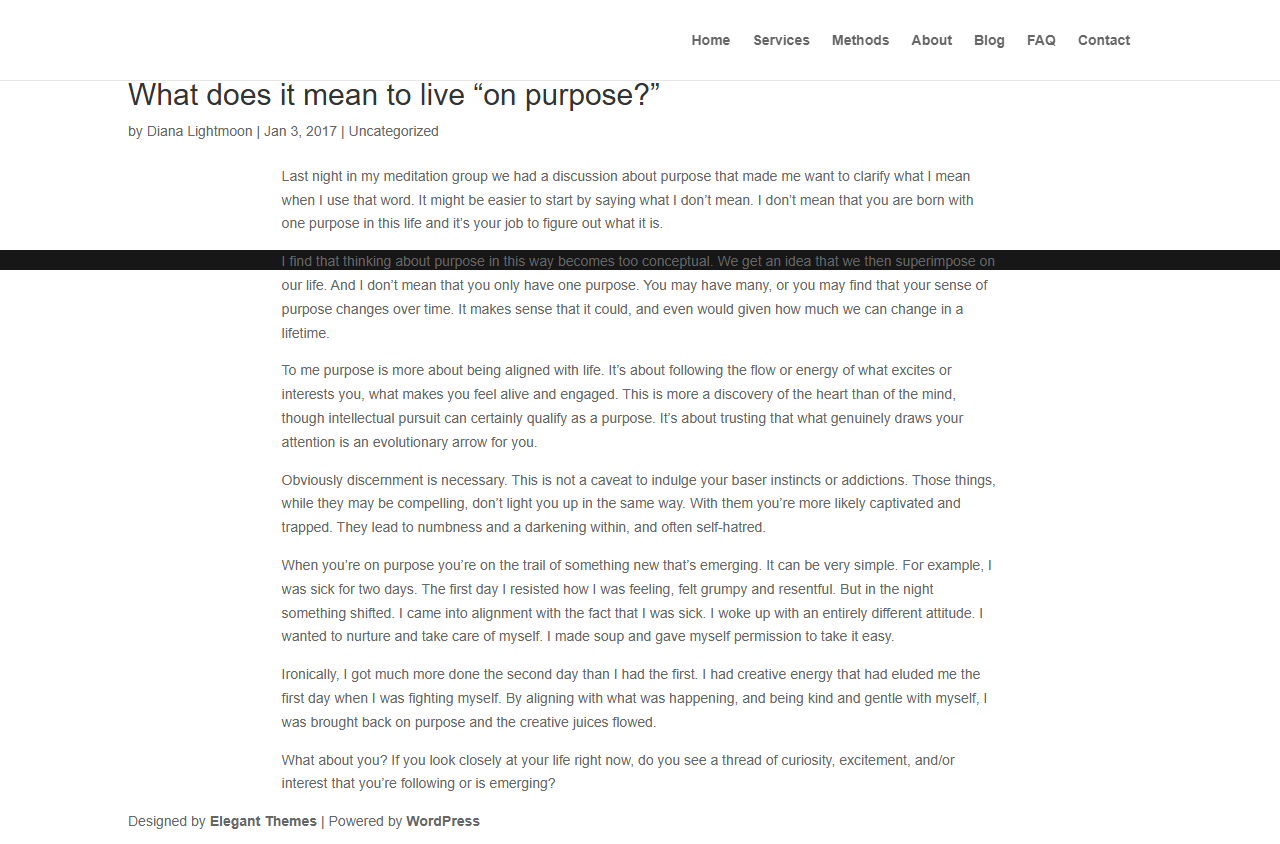 Home Services Methods About Blog FAQ Contact
What does it mean to live “on purpose?”
by Diana Lightmoon | Jan 3, 2017 | Uncategorized
Last night in my meditation group we had a discussion about purpose that made me want to clarify what I mean
when I use that word. It might be easier to start by saying what I don’t mean. I don’t mean that you are born with
one purpose in this life and it’s your job to figure out what it is.
I find that thinking about purpose in this way becomes too conceptual. We get an idea that we then superimpose on
our life. And I don’t mean that you only have one purpose. You may have many, or you may find that your sense of
purpose changes over time. It makes sense that it could, and even would given how much we can change in a
lifetime.
To me purpose is more about being aligned with life. It’s about following the flow or energy of what excites or
interests you, what makes you feel alive and engaged. This is more a discovery of the heart than of the mind,
though intellectual pursuit can certainly qualify as a purpose. It’s about trusting that what genuinely draws your
attention is an evolutionary arrow for you.
Obviously discernment is necessary. This is not a caveat to indulge your baser instincts or addictions. Those things,
while they may be compelling, don’t light you up in the same way. With them you’re more likely captivated and
trapped. They lead to numbness and a darkening within, and often self-hatred.
When you’re on purpose you’re on the trail of something new that’s emerging. It can be very simple. For example, I
was sick for two days. The first day I resisted how I was feeling, felt grumpy and resentful. But in the night
something shifted. I came into alignment with the fact that I was sick. I woke up with an entirely different attitude. I
wanted to nurture and take care of myself. I made soup and gave myself permission to take it easy.
Ironically, I got much more done the second day than I had the first. I had creative energy that had eluded me the
first day when I was fighting myself. By aligning with what was happening, and being kind and gentle with myself, I
was brought back on purpose and the creative juices flowed.
What about you? If you look closely at your life right now, do you see a thread of curiosity, excitement, and/or
interest that you’re following or is emerging?
Designed by Elegant Themes | Powered by WordPress